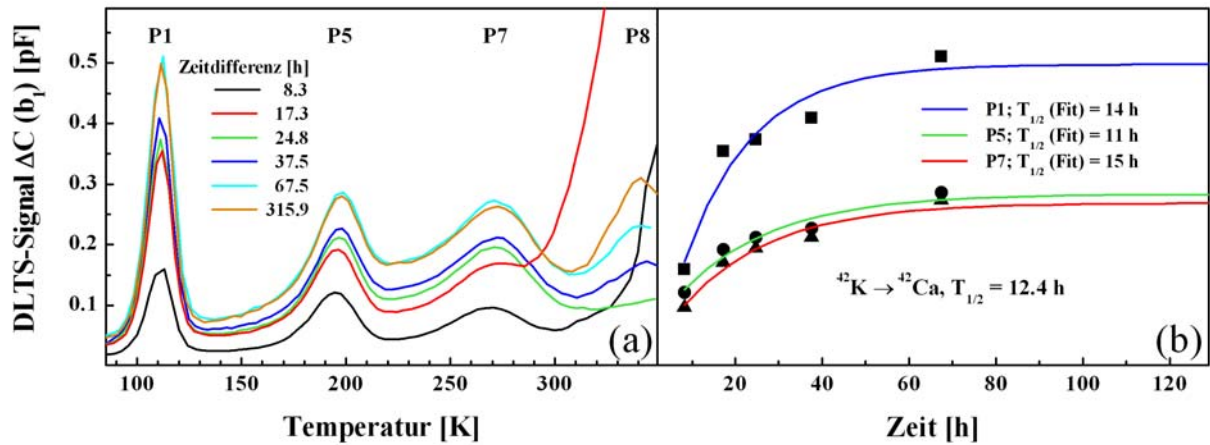 P1 P5 P7 P8
Zeitdifferenz [h]
8.3
17.3
24.8
37.5
67.5
315.9
0.5
0.4
0.3
0.2
0.1
DLTS-Signal ΔC (b₁) [pF]
100 150 200 250 300
Temperatur [K]
(a)
P1; T₁/₂ (Fit) = 14 h
P5; T₁/₂ (Fit) = 11 h
P7; T₁/₂ (Fit) = 15 h
⁴²K → ⁴²Ca, T₁/₂ = 12.4 h
(b)
20 40 60 80 100 120
Zeit [h]